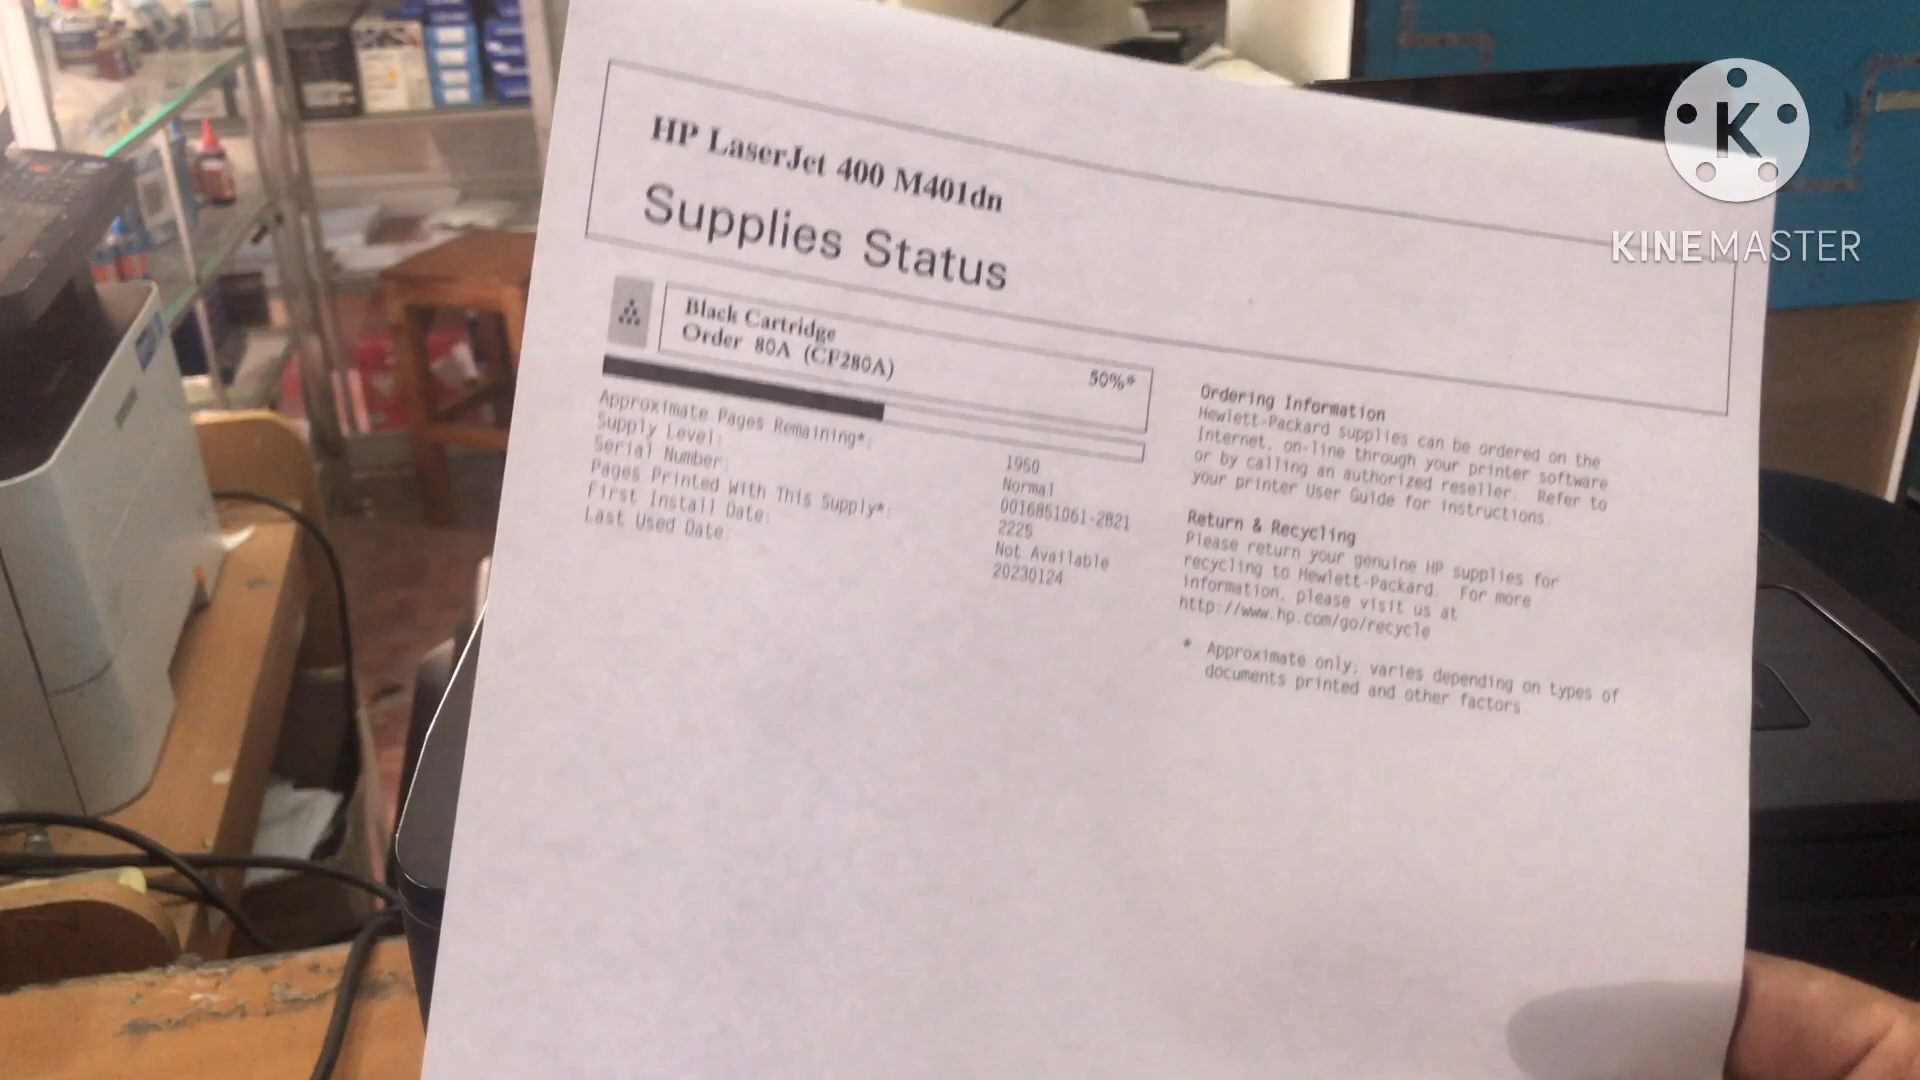 K
KINEMASTER
HP LaserJet 400 M401dn
Supplies Status
Black Cartridge
Order 80A (CF280A)
50%*
Approximate Pages Remaining*: 1950
Supply Level: Normal
Serial Number: 0016851061-2B21
Pages Printed With This Supply*: 2225
First Install Date: Not Available
Last Used Date: 20230124
Ordering Information
Hewlett-Packard supplies can be ordered on the
Internet, on-line through your printer software
or by calling an authorized reseller. Refer to
your printer User Guide for instructions.
Return & Recycling
Please return your genuine HP supplies for
recycling to Hewlett-Packard. For more
information, please visit us at
http://www.hp.com/go/recycle
* Approximate only; varies depending on types of
documents printed and other factors